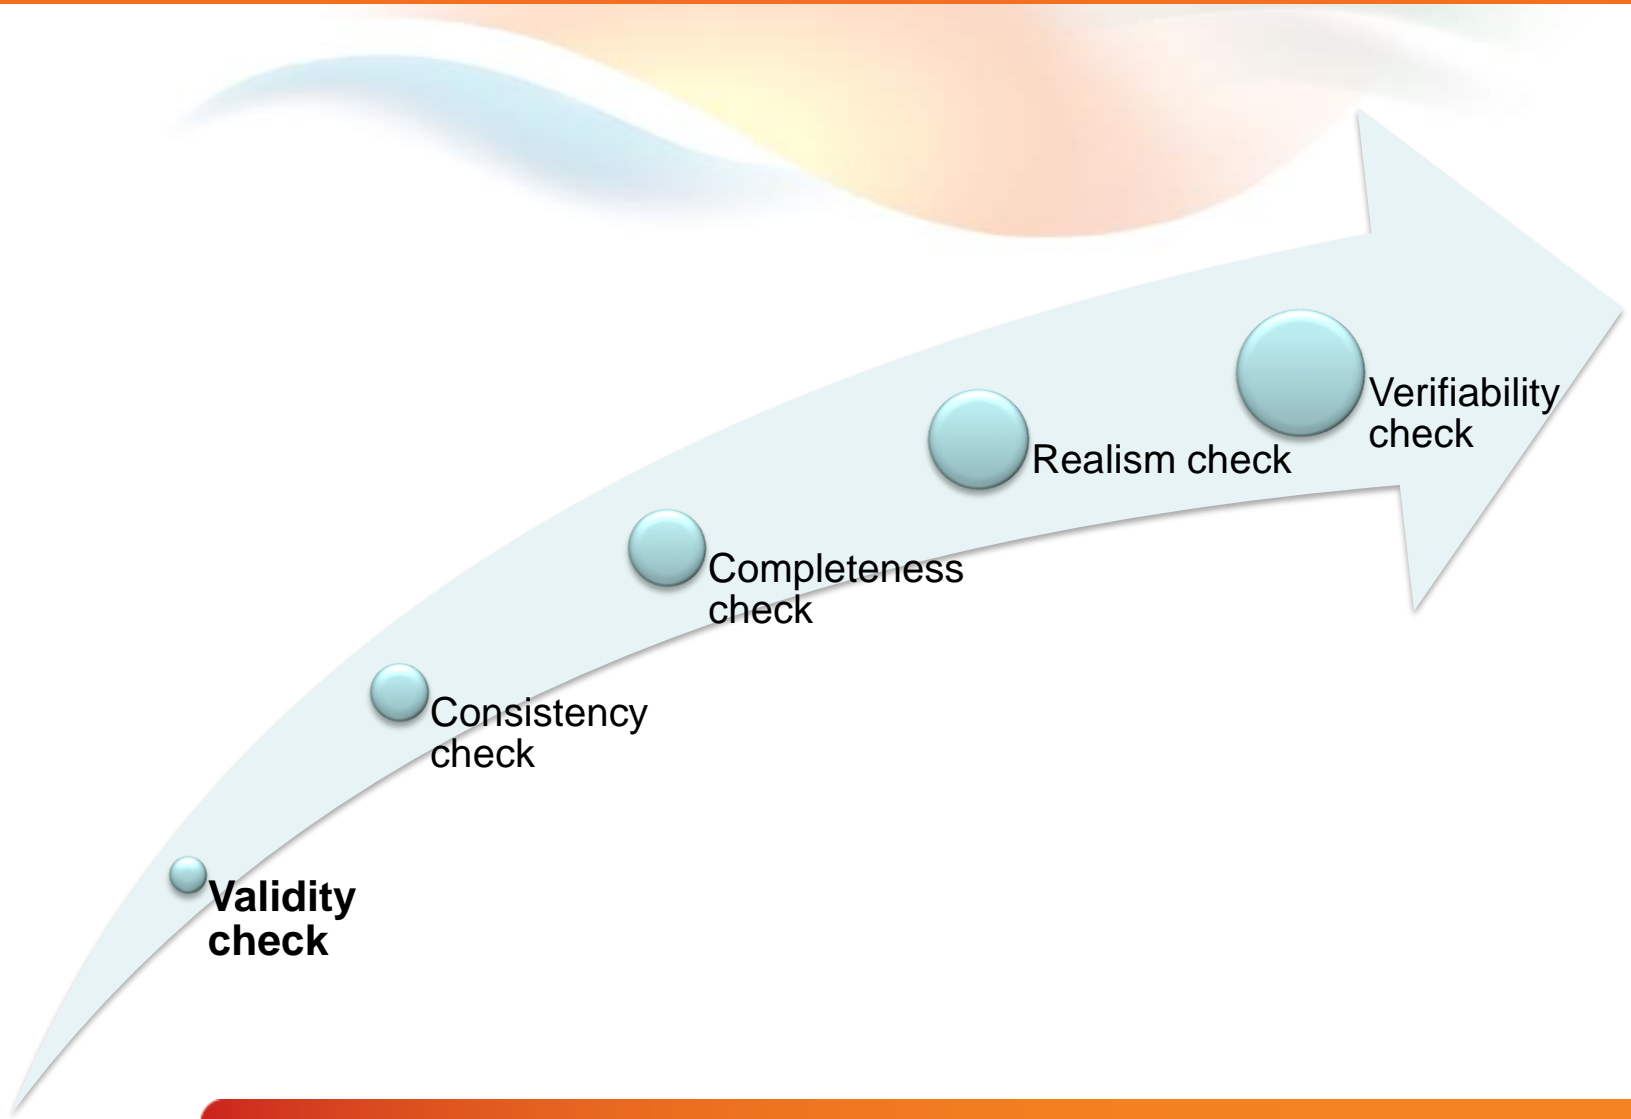 Validity
check
Consistency
check
Completeness
check
Realism check
Verifiability
check